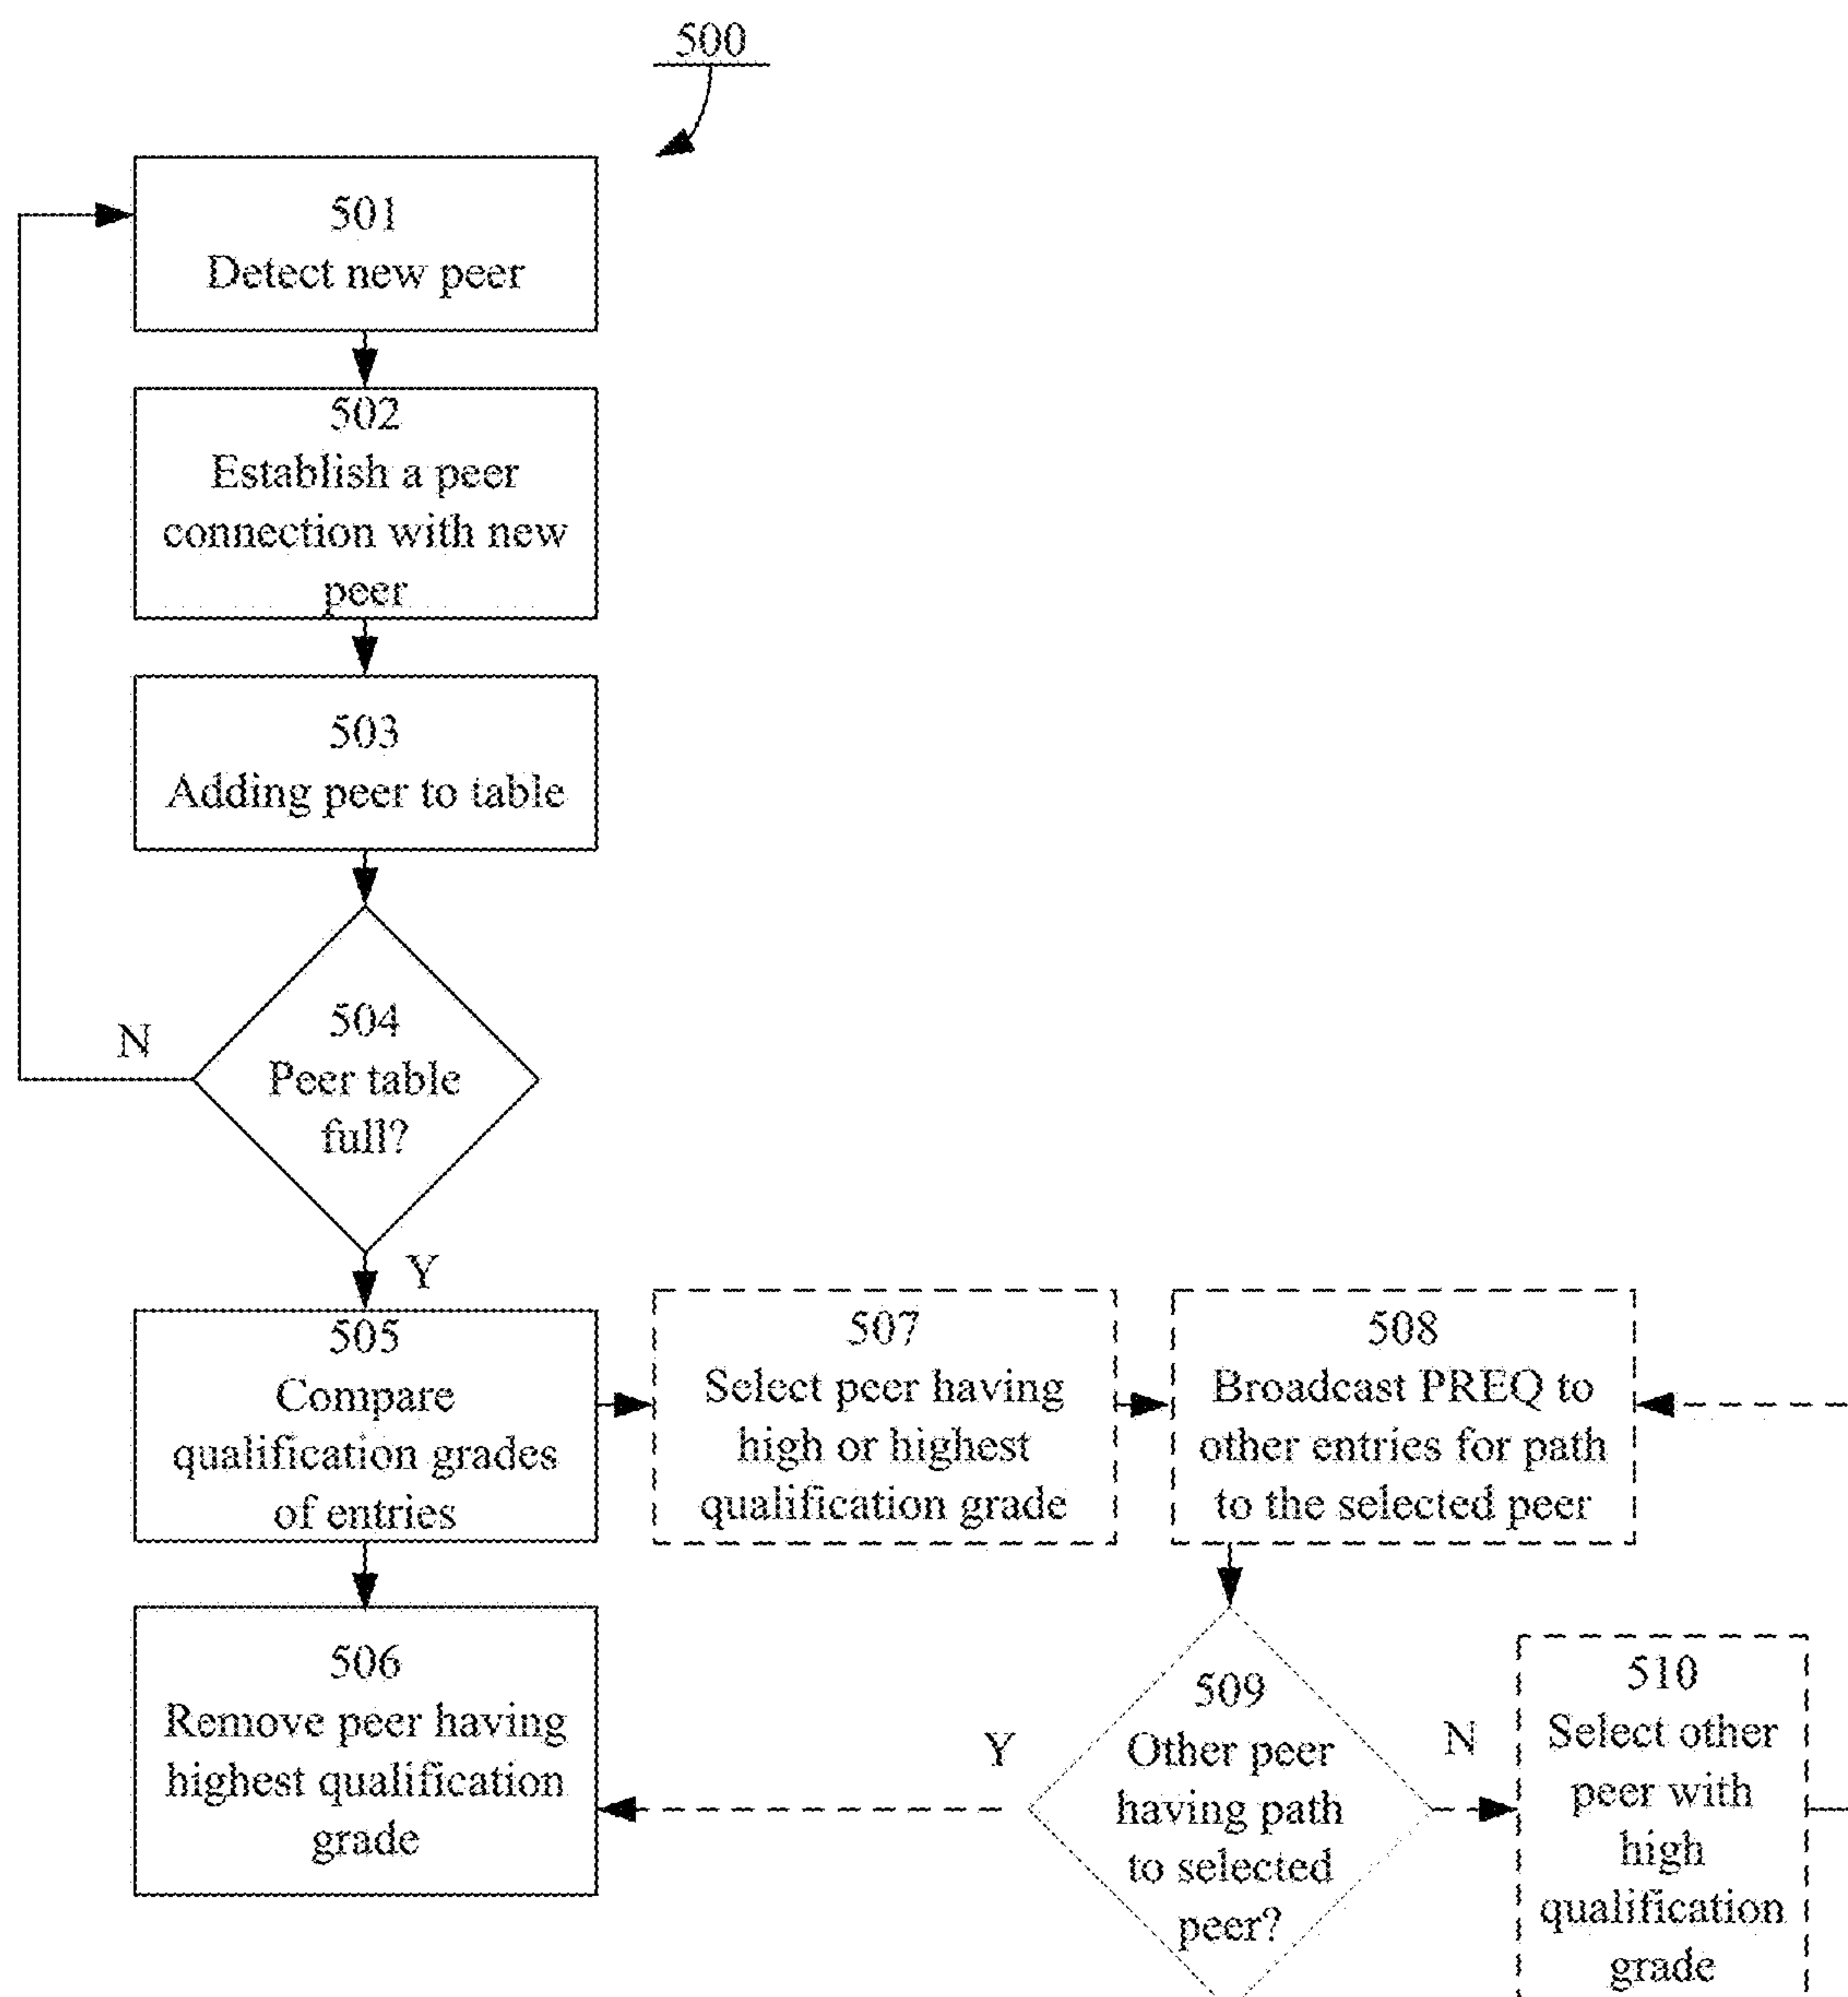 500
501
Detect new peer
502
Establish a peer
connection with new
peer
503
Adding peer to table
504
Peer table
full?
N
Y
505
Compare
qualification grades
of entries
507
Select peer having
high or highest
qualification grade
508
Broadcast PREQ to
other entries for path
to the selected peer
506
Remove peer having
highest qualification
grade
Y
509
Other peer
having path
to selected
peer?
N
510
Select other
peer with
high
qualification
grade